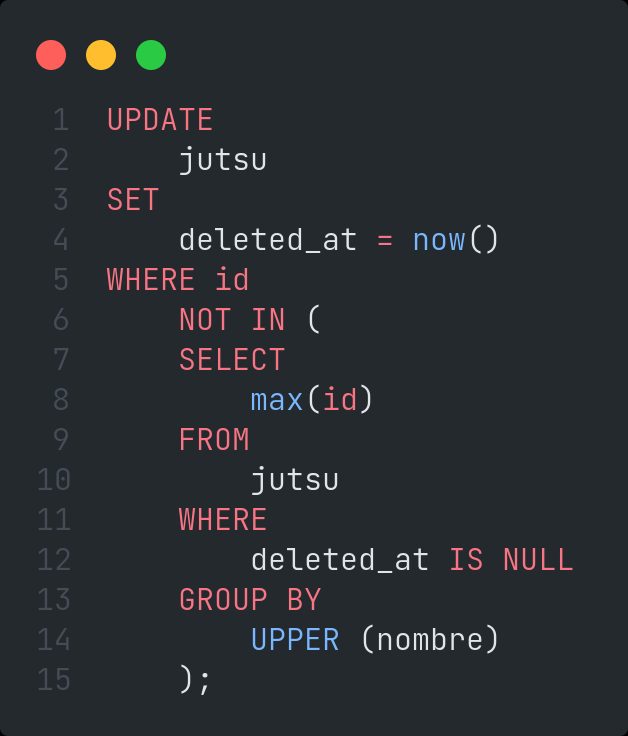 1 UPDATE
2 jutsu
3 SET
4 deleted_at = now()
5 WHERE id
6 NOT IN (
7 SELECT
8 max(id)
9 FROM
10 jutsu
11 WHERE
12 deleted_at IS NULL
13 GROUP BY
14 UPPER (nombre)
15 );